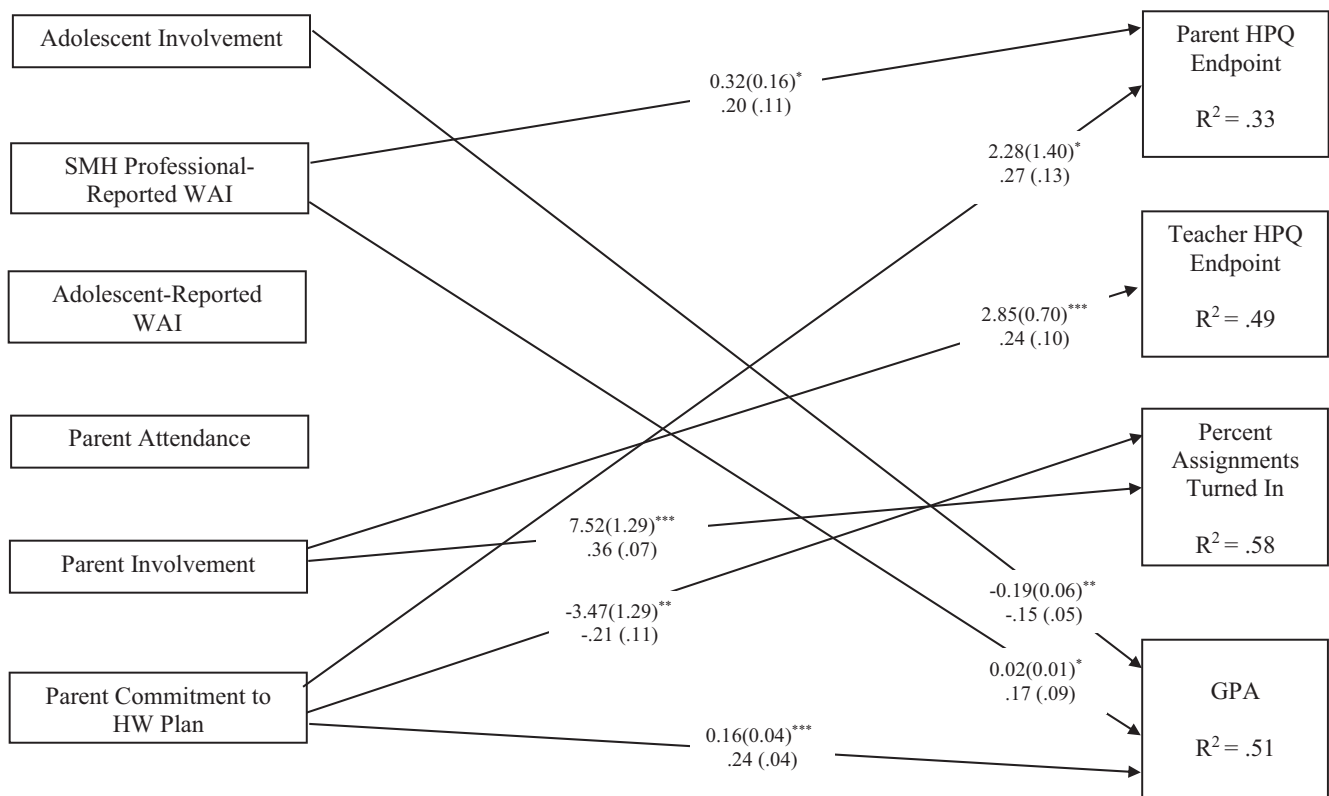 Adolescent Involvement
SMH Professional-
Reported WAI
Adolescent-Reported
WAI
Parent Attendance
Parent Involvement
Parent Commitment to
HW Plan
0.32(0.16)*
.20 (.11)
2.28(1.40)*
.27 (.13)
2.85(0.70)***
.24 (.10)
7.52(1.29)***
.36 (.07)
-3.47(1.29)**
-.21 (.11)
-0.19(0.06)**
-.15 (.05)
0.02(0.01)*
.17 (.09)
0.16(0.04)***
.24 (.04)
Parent HPQ
Endpoint
R² = .33
Teacher HPQ
Endpoint
R² = .49
Percent
Assignments
Turned In
R² = .58
GPA
R² = .51